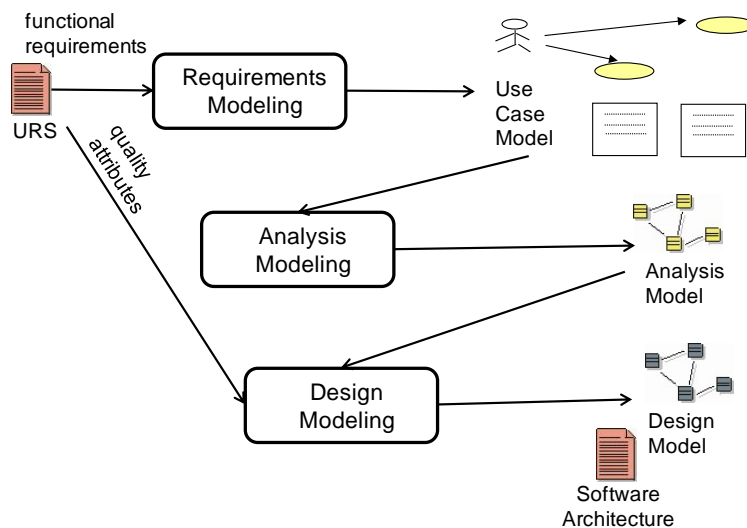 functional
requirements
Requirements
Modeling
URS
Use
Case
Model
quality
attributes
Analysis
Modeling
Analysis
Model
Design
Modeling
Design
Model
Software
Architecture